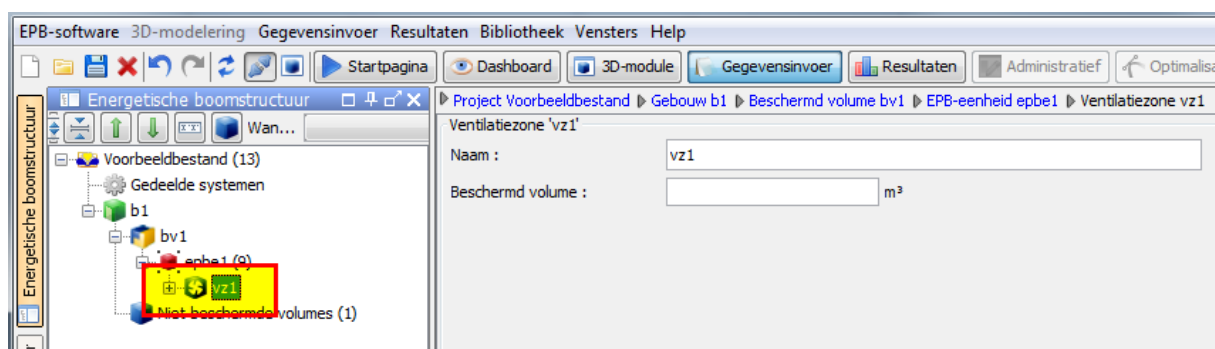 EPB-software 3D-modelering Gegevensinvoer Resultaten Bibliotheek Vensters Help
Startpagina Dashboard 3D-module Gegevensinvoer Resultaten Administratief
Energetische boomstructuur
Project Voorbeeldbestand Gebouw b1 Beschermd volume bv1 EPB-eenheid epbe1 Ventilatiezone vz1
Energetische boomstructuur
Wan...
Ventilatiezone 'vz1'
Voorbeeldbestand (13)
Naam : vz1
Gedeelde systemen
Beschermd volume : m³
b1
bv1
epbe1 (9)
vz1
Niet beschermde volumes (1)